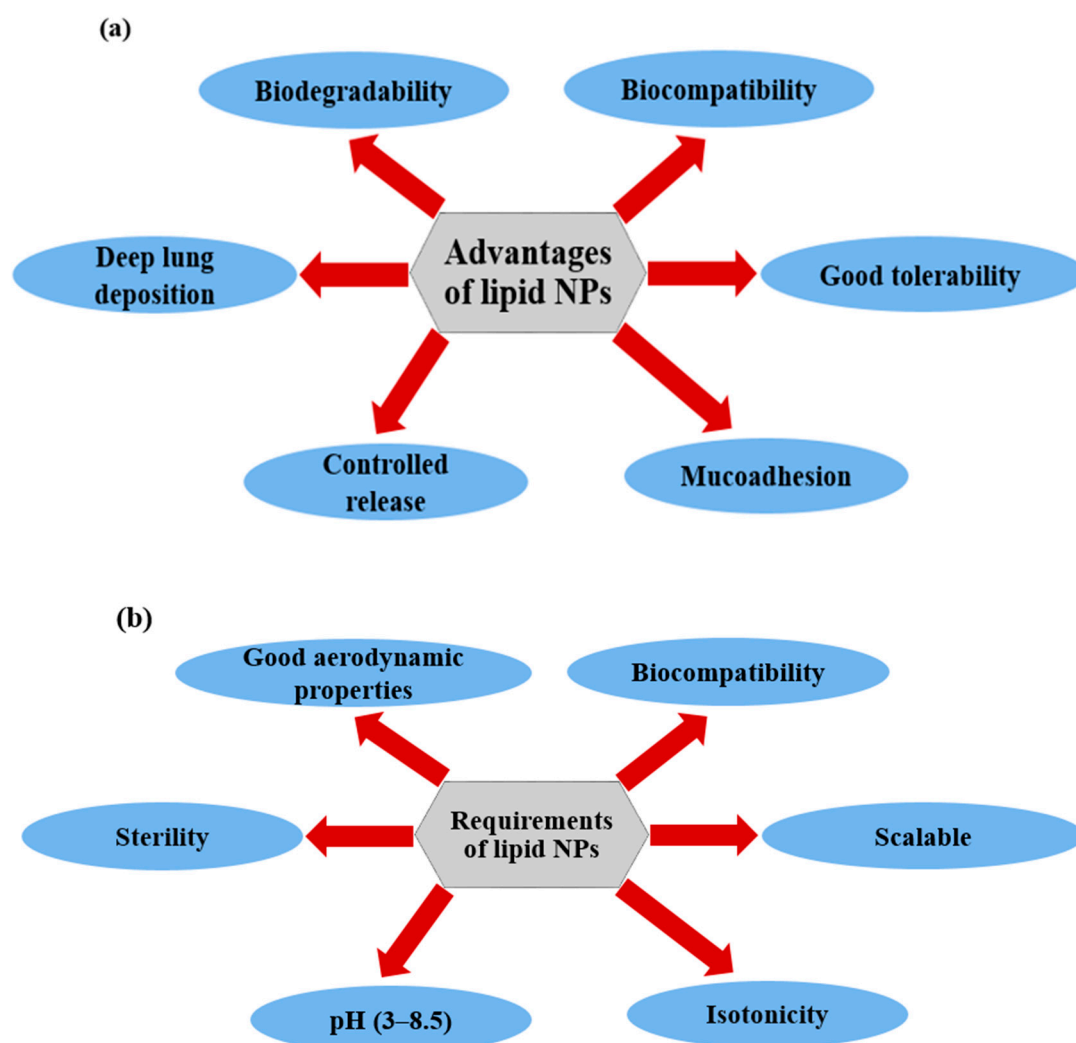 (a)
Biodegradability
Biocompatibility
Deep lung
deposition
Advantages
of lipid NPs
Good tolerability
Controlled
release
Mucoadhesion
(b)
Good aerodynamic
properties
Biocompatibility
Sterility
Requirements
of lipid NPs
Scalable
pH (3–8.5)
Isotonicity